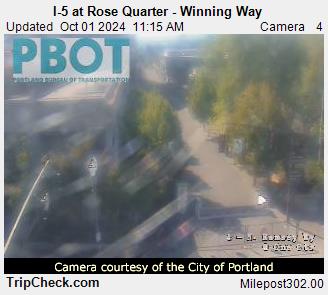 I-5 at Rose Quarter - Winning Way
Updated Oct 01 2024 11:15 AM Camera 4
PBOT
PORTLAND BUREAU OF TRANSPORTATION
Camera courtesy of the City of Portland
TripCheck.com Milepost302.00